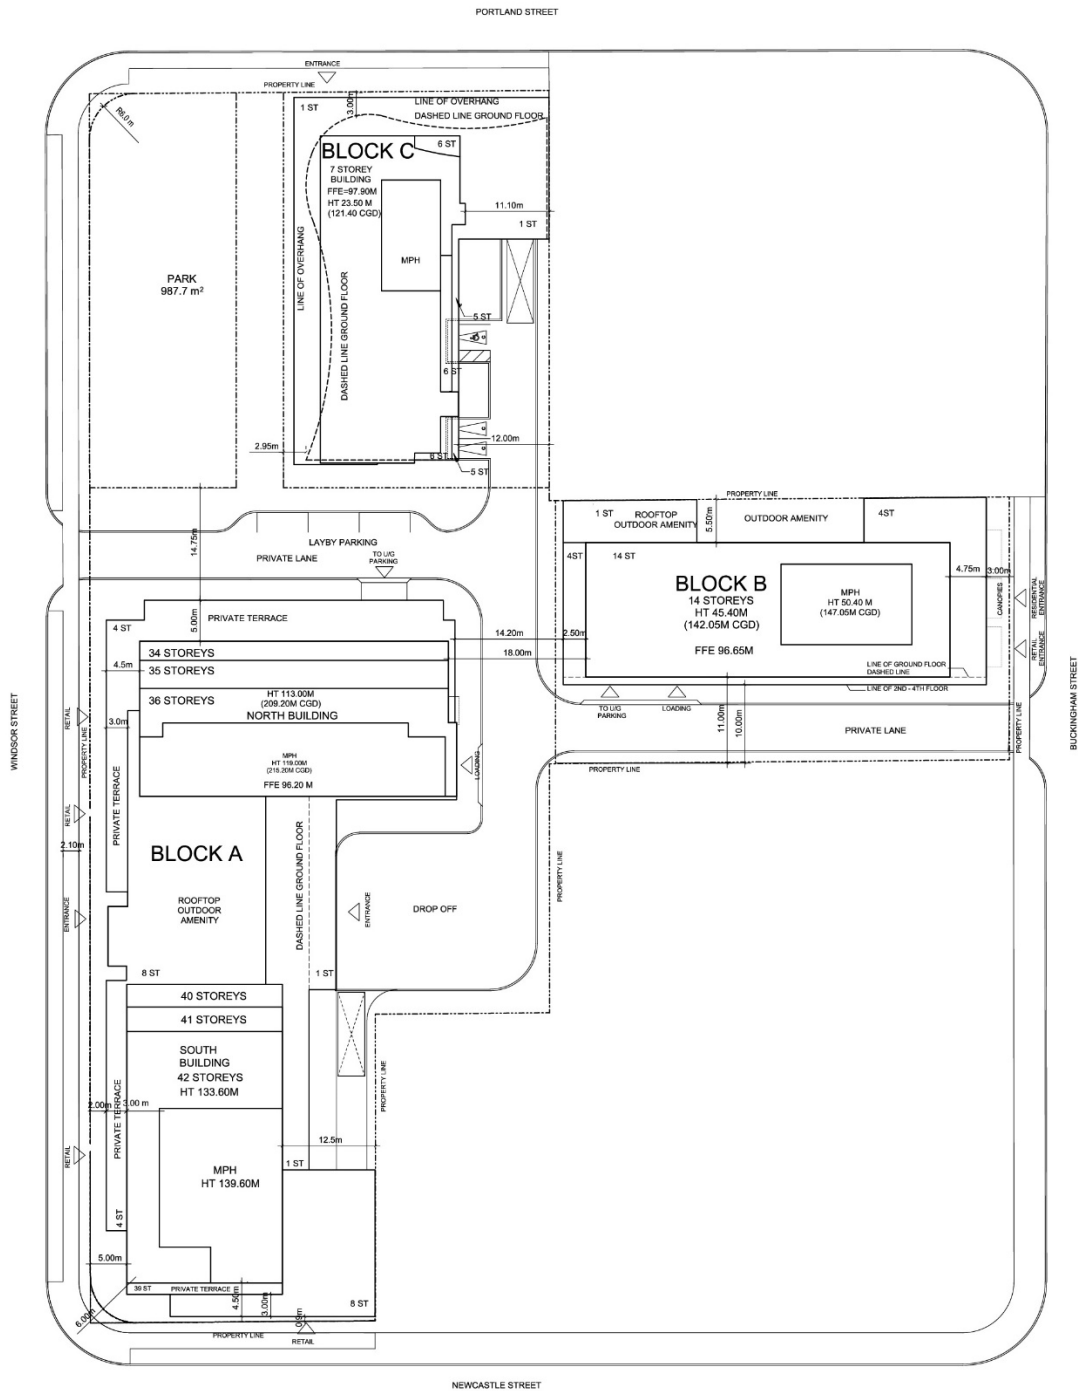 PORTLAND STREET
ENTRANCE
PROPERTY LINE
R6.0 m
1 ST
3.00m
LINE OF OVERHANG
DASHED LINE GROUND FLOOR
BLOCK C
6 ST
7 STOREY
BUILDING
FFE=97.90M
HT 23.50 M
(121.40 CGD)
11.10m
1 ST
MPH
LINE OF OVERHANG
DASHED LINE GROUND FLOOR
PARK
987.7 m²
5 ST
6 ST
12.00m
2.95m
6 ST
5 ST
PROPERTY LINE
1 ST
ROOFTOP
OUTDOOR AMENITY
5.50'm
OUTDOOR AMENITY
4ST
LAYBY PARKING
PRIVATE LANE
14.75m
TO U/G
PARKING
4ST
14 ST
BLOCK B
14 STOREYS
HT 45.40M
(142.05M CGD)
FFE 96.65M
MPH
HT 50.40 M
(147.05M CGD)
4.75m
3.00m
CANOPIES
RESIDENTIAL
ENTRANCE
RETAIL
ENTRANCE
4 ST
PRIVATE TERRACE
5.00m
14.20m
2.50m
18.00m
34 STOREYS
4.5m
35 STOREYS
LINE OF GROUND FLOOR
DASHED LINE
LINE OF 2ND - 4TH FLOOR
36 STOREYS
HT 113.00M
(209.20M CGD)
NORTH BUILDING
TO U/G
PARKING
LOADING
11.00m
10.00m
PRIVATE LANE
PROPERTY LINE
BUCKINGHAM STREET
WINDSOR STREET
RETAIL
3.0m
PROPERTY LINE
MPH
HT 119.00M
(215.20M CGD)
FFE 96.20 M
LOADING
PROPERTY LINE
PRIVATE TERRACE
RETAIL
2.10m
BLOCK A
DASHED LINE GROUND FLOOR
PROPERTY LINE
ENTRANCE
ROOFTOP
OUTDOOR
AMENITY
ENTRANCE
DROP OFF
8 ST
1 ST
40 STOREYS
41 STOREYS
SOUTH
BUILDING
42 STOREYS
HT 133.60M
PROPERTY LINE
2.00m
3.00 m
PRIVATE TERRACE
12.5m
RETAIL
1 ST
MPH
HT 139.60M
4 ST
5.00m
39 ST
PRIVATE TERRACE
4.50m
3.00m
8 ST
6.00m
0.9m
PROPERTY LINE
RETAIL
NEWCASTLE STREET